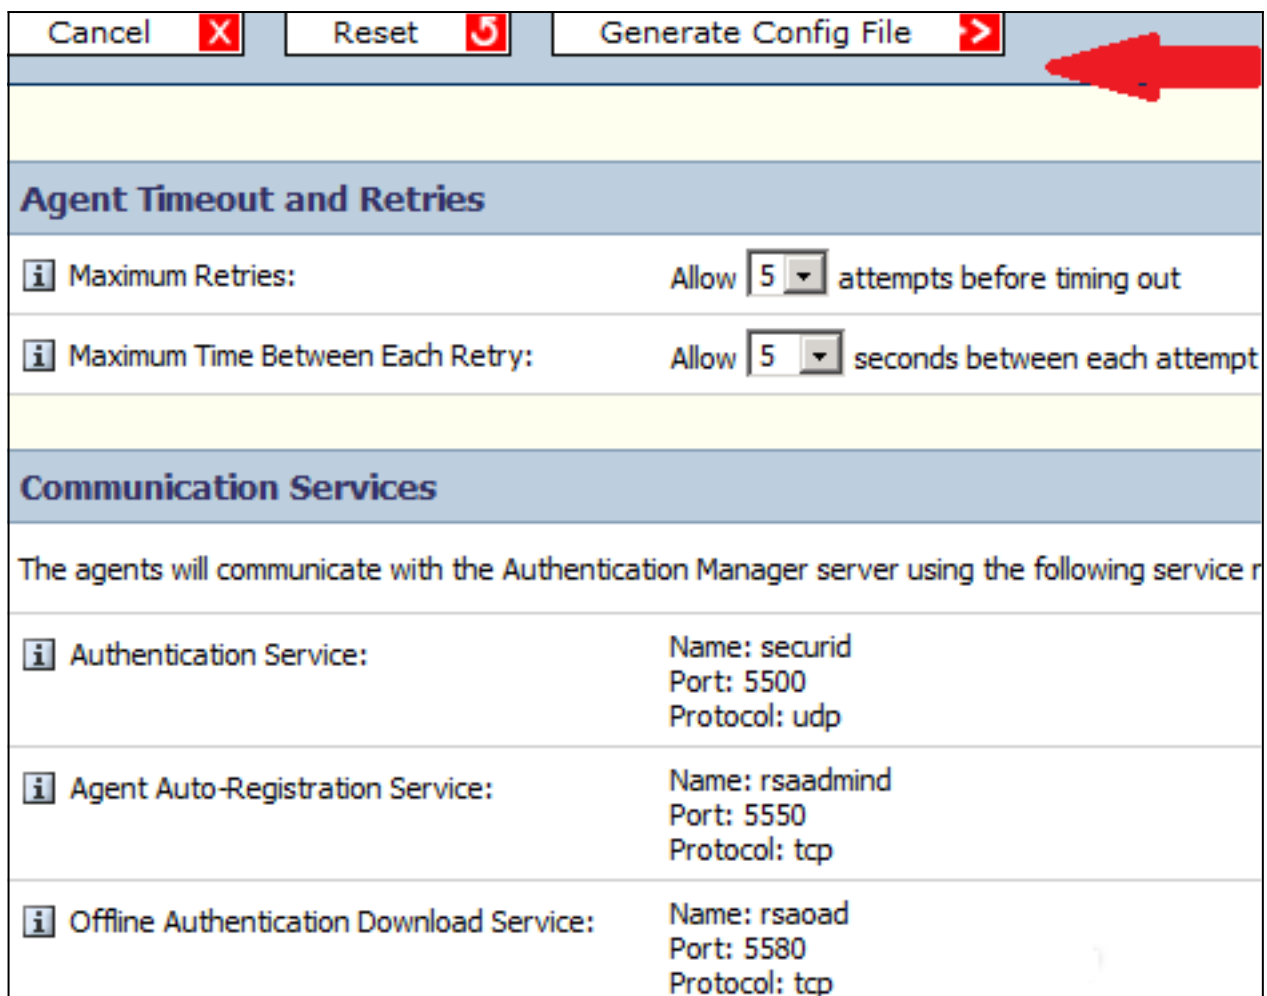 Cancel X Reset Generate Config File >>
Agent Timeout and Retries
i Maximum Retries: Allow 5 attempts before timing out
i Maximum Time Between Each Retry: Allow 5 seconds between each attempt
Communication Services
The agents will communicate with the Authentication Manager server using the following service
i Authentication Service: Name: securid
Port: 5500
Protocol: udp
i Agent Auto-Registration Service: Name: rsaadmind
Port: 5550
Protocol: tcp
i Offline Authentication Download Service: Name: rsaoad
Port: 5580
Protocol: tcp